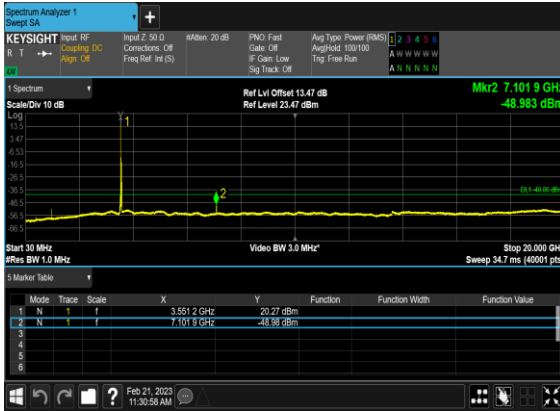 Spectrum Analyzer 1
Swept SA
+
KEYSIGHT
R T
Input: RF
Coupling: DC
Align: Off
Input Z: 50 Ω
Corrections: Off
Freq Ref: Int (S)
#Atten: 20 dB
PNO: Fast
Gate: Off
IF Gain: Low
Sig Track: Off
Avg Type: Power (RMS)
Avg|Hold: 100/100
Trig: Free Run
1 2 3 4 5 6
A W W W W W
A N N N N N
1 Spectrum
Scale/Div 10 dB
Ref Lvl Offset 13.47 dB
Ref Level 23.47 dBm
Mkr2 7.101 9 GHz
-48.983 dBm
Log
13.5
3.47
-6.53
-16.5
-26.5
-36.5
-46.5
-56.5
-66.5
1
2
DL1 -40.00 dBm
Start 30 MHz
#Res BW 1.0 MHz
Video BW 3.0 MHz*
Stop 20.000 GHz
Sweep 34.7 ms (40001 pts)
5 Marker Table
Mode Trace Scale X Y Function Function Width Function Value
1 N 1 f 3.551 2 GHz 20.27 dBm
2 N 1 f 7.101 9 GHz -48.98 dBm
3
4
5
6
?
Feb 21, 2023
11:30:58 AM